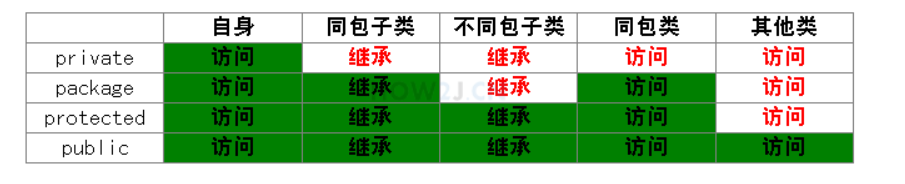 自身 同包子类 不同包子类 同包类 其他类
private 访问 继承 继承 访问 访问
package 访问 继承 继承 访问 访问
protected 访问 继承 继承 访问 访问
public 访问 继承 继承 访问 访问